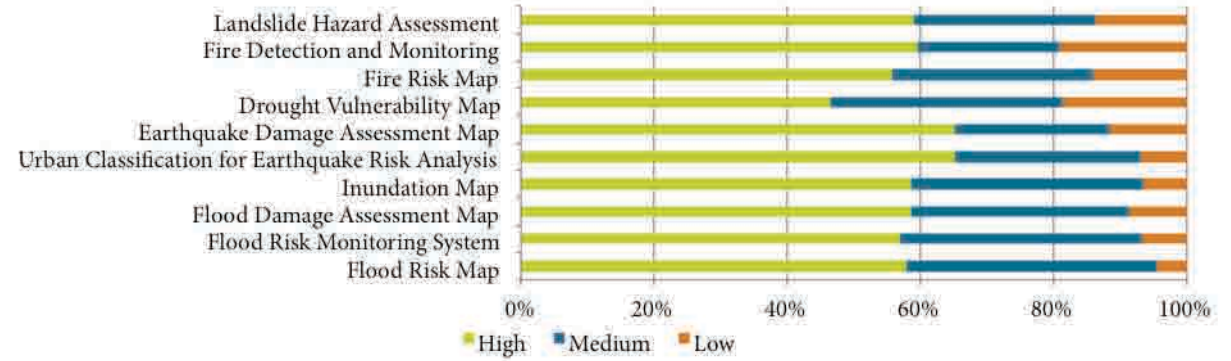 Landslide Hazard Assessment
Fire Detection and Monitoring
Fire Risk Map
Drought Vulnerability Map
Earthquake Damage Assessment Map
Urban Classification for Earthquake Risk Analysis
Inundation Map
Flood Damage Assessment Map
Flood Risk Monitoring System
Flood Risk Map
0% 20% 40% 60% 80% 100%
High Medium Low